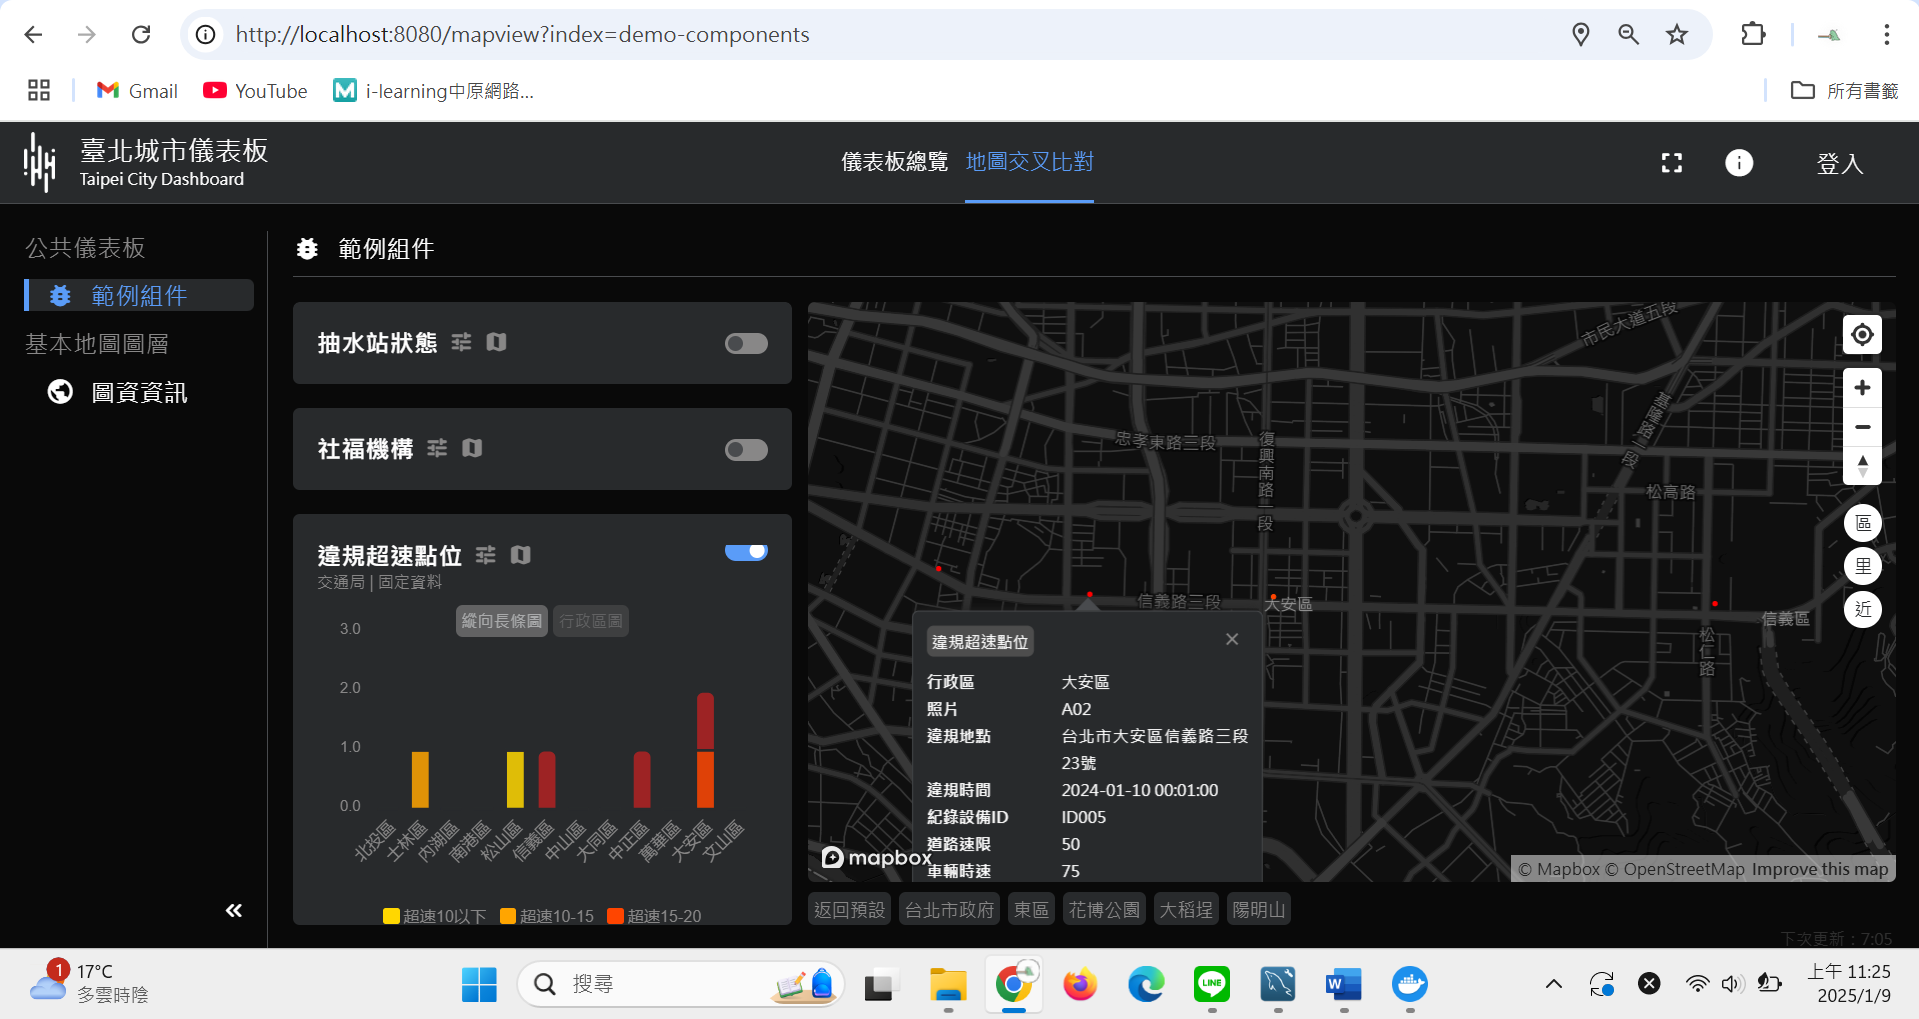 http://localhost:8080/mapview?index=demo-components
Gmail
YouTube
i-learning中原網路...
所有書籤
臺北城市儀表板
Taipei City Dashboard
儀表板總覽
地圖交叉比對
登入
公共儀表板
範例組件
基本地圖圖層
圖資資訊
範例組件
抽水站狀態
社福機構
違規超速點位
交通局 | 固定資料
縱向長條圖
行政區圖
3.0
2.0
1.0
0.0
北投區
士林區
內湖區
南港區
松山區
信義區
中山區
大同區
中正區
萬華區
大安區
文山區
超速10以下
超速10-15
超速15-20
市民大道五段
基隆路一段
忠孝東路三段
復興南路一段
松高路
信義路三段
大安區
信義區
松仁路
區
里
近
違規超速點位
行政區 大安區
照片 A02
違規地點 台北市大安區信義路三段
23號
違規時間 2024-01-10 00:01:00
紀錄設備ID ID005
道路速限 50
車輛時速 75
mapbox
© Mapbox © OpenStreetMap Improve this map
返回預設
台北市政府
東區
花博公園
大稻埕
陽明山
下次更新：7:05
1
17°C
多雲時陰
搜尋
LINE
W
上午 11:25
2025/1/9